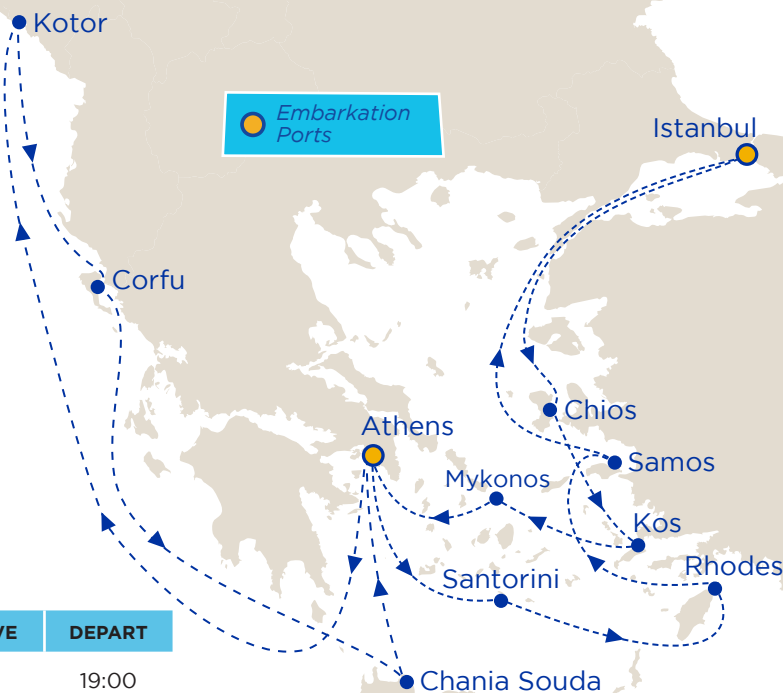 Kotor
Embarkation
Ports
Istanbul
Corfu
Chios
Athens
Samos
Mykonos
Kos
Rhodes
Santorini
DEPART
19:00
Chania Souda